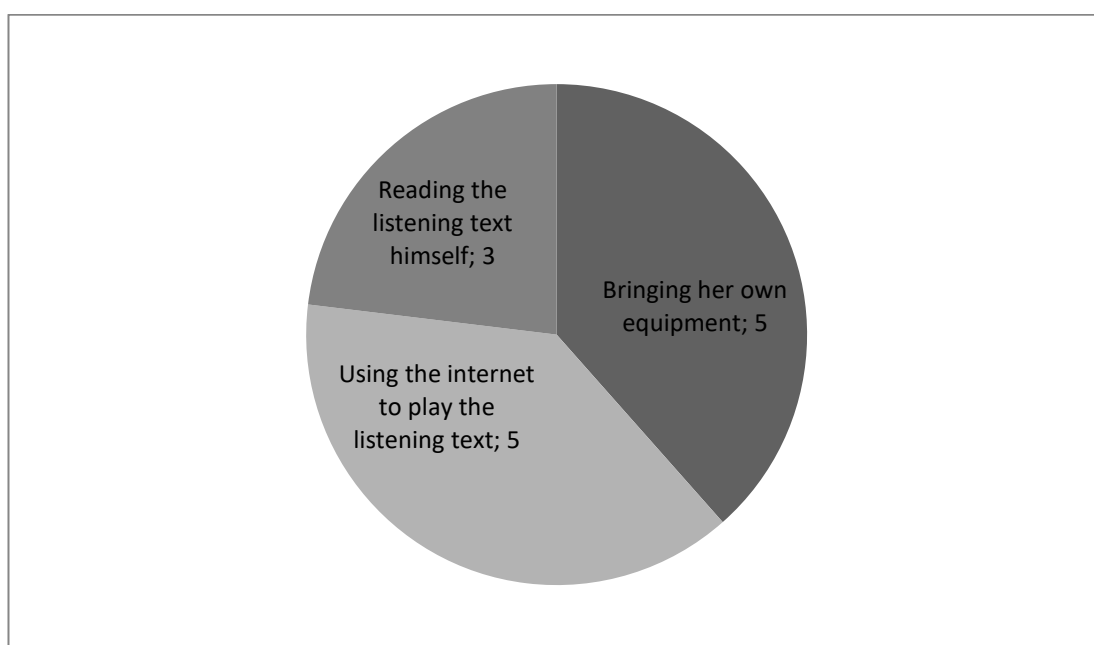 Reading the
listening text
himself; 3
Bringing her own
equipment; 5
Using the internet
to play the
listening text; 5